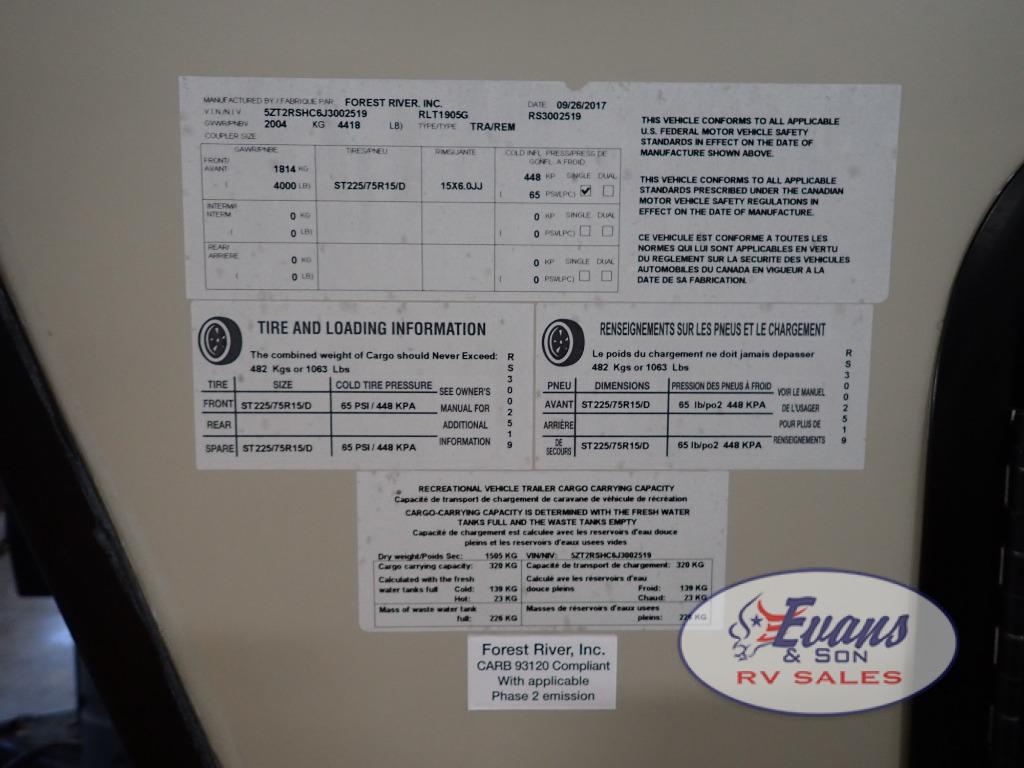 MANUFACTURED BY / FABRIQUE PAR FOREST RIVER, INC. DATE 09/26/2017
V I N / N I V 5ZT2RSHC6J3002519 RLT1905G RS3002519
GVWR/PNBV 2004 KG 4418 LB) TYPE/TYPE TRA/REM
COUPLER SIZE
GAWR/PNBE TIRES/PNEU RIMS/JANTE COLD INFL PRESS/PRESS DE GONFL A FROID
FRONT/ AVANT 1814 KG 448 KP SINGLE DUAL
( 4000 LB) ST225/75R15/D 15X6.0JJ ( 65 PSI/LPC)
INTERM/ NTERM 0 KG 0 KP SINGLE DUAL
( 0 LB) ( 0 PSI/LPC)
REAR/ ARRIERE 0 KG 0 KP SINGLE DUAL
( 0 LB) ( 0 PSI/LPC)
THIS VEHICLE CONFORMS TO ALL APPLICABLE
U.S. FEDERAL MOTOR VEHICLE SAFETY
STANDARDS IN EFFECT ON THE DATE OF
MANUFACTURE SHOWN ABOVE.
THIS VEHICLE CONFORMS TO ALL APPLICABLE
STANDARDS PRESCRIBED UNDER THE CANADIAN
MOTOR VEHICLE SAFETY REGULATIONS IN
EFFECT ON THE DATE OF MANUFACTURE.
CE VEHICULE EST CONFORME A TOUTES LES
NORMES QUI LUI SONT APPLICABLES EN VERTU
DU REGLEMENT SUR LA SECURITE DES VEHICULES
AUTOMOBILES DU CANADA EN VIGUEUR A LA
DATE DE SA FABRICATION.
TIRE AND LOADING INFORMATION
The combined weight of Cargo should Never Exceed:
482 Kgs or 1063 Lbs
TIRE SIZE COLD TIRE PRESSURE
FRONT ST225/75R15/D 65 PSI / 448 KPA
REAR
SPARE ST225/75R15/D 65 PSI / 448 KPA
SEE OWNER'S
MANUAL FOR
ADDITIONAL
INFORMATION
RS3002519
RENSEIGNEMENTS SUR LES PNEUS ET LE CHARGEMENT
Le poids du chargement ne doit jamais depasser
482 Kgs or 1063 Lbs
PNEU DIMENSIONS PRESSION DES PNEUS À FROID
AVANT ST225/75R15/D 65 lb/po2 448 KPA
ARRIÈRE
DE SECOURS ST225/75R15/D 65 lb/po2 448 KPA
VOIR LE MANUEL
DE L'USAGER
POUR PLUS DE
RENSEIGNEMENTS
RS3002519
RECREATIONAL VEHICLE TRAILER CARGO CARRYING CAPACITY
Capacité de transport de chargement de caravane de véhicule de récréation
CARGO-CARRYING CAPACITY IS DETERMINED WITH THE FRESH WATER
TANKS FULL AND THE WASTE TANKS EMPTY
Capacité de chargement est calculee avec les reservoirs d'eau douce
pleins et les reservoirs d'eaux usees vides
Dry weight/Poids Sec: 1505 KG VIN/NIV: 5ZT2RSHC6J3002519
Cargo carrying capacity: 320 KG Capacité de transport de chargement: 320 KG
Calculated with the fresh Calculé ave les réservoirs d'eau
water tanks full Cold: 139 KG douce pleins Froid: 139 KG
Hot: 23 KG Chaud: 23 KG
Mass of waste water tank Masses de réservoirs d'eaux usees
full: 226 KG pleins: 226 KG
Forest River, Inc.
CARB 93120 Compliant
With applicable
Phase 2 emission
Evans
& SON
RV SALES